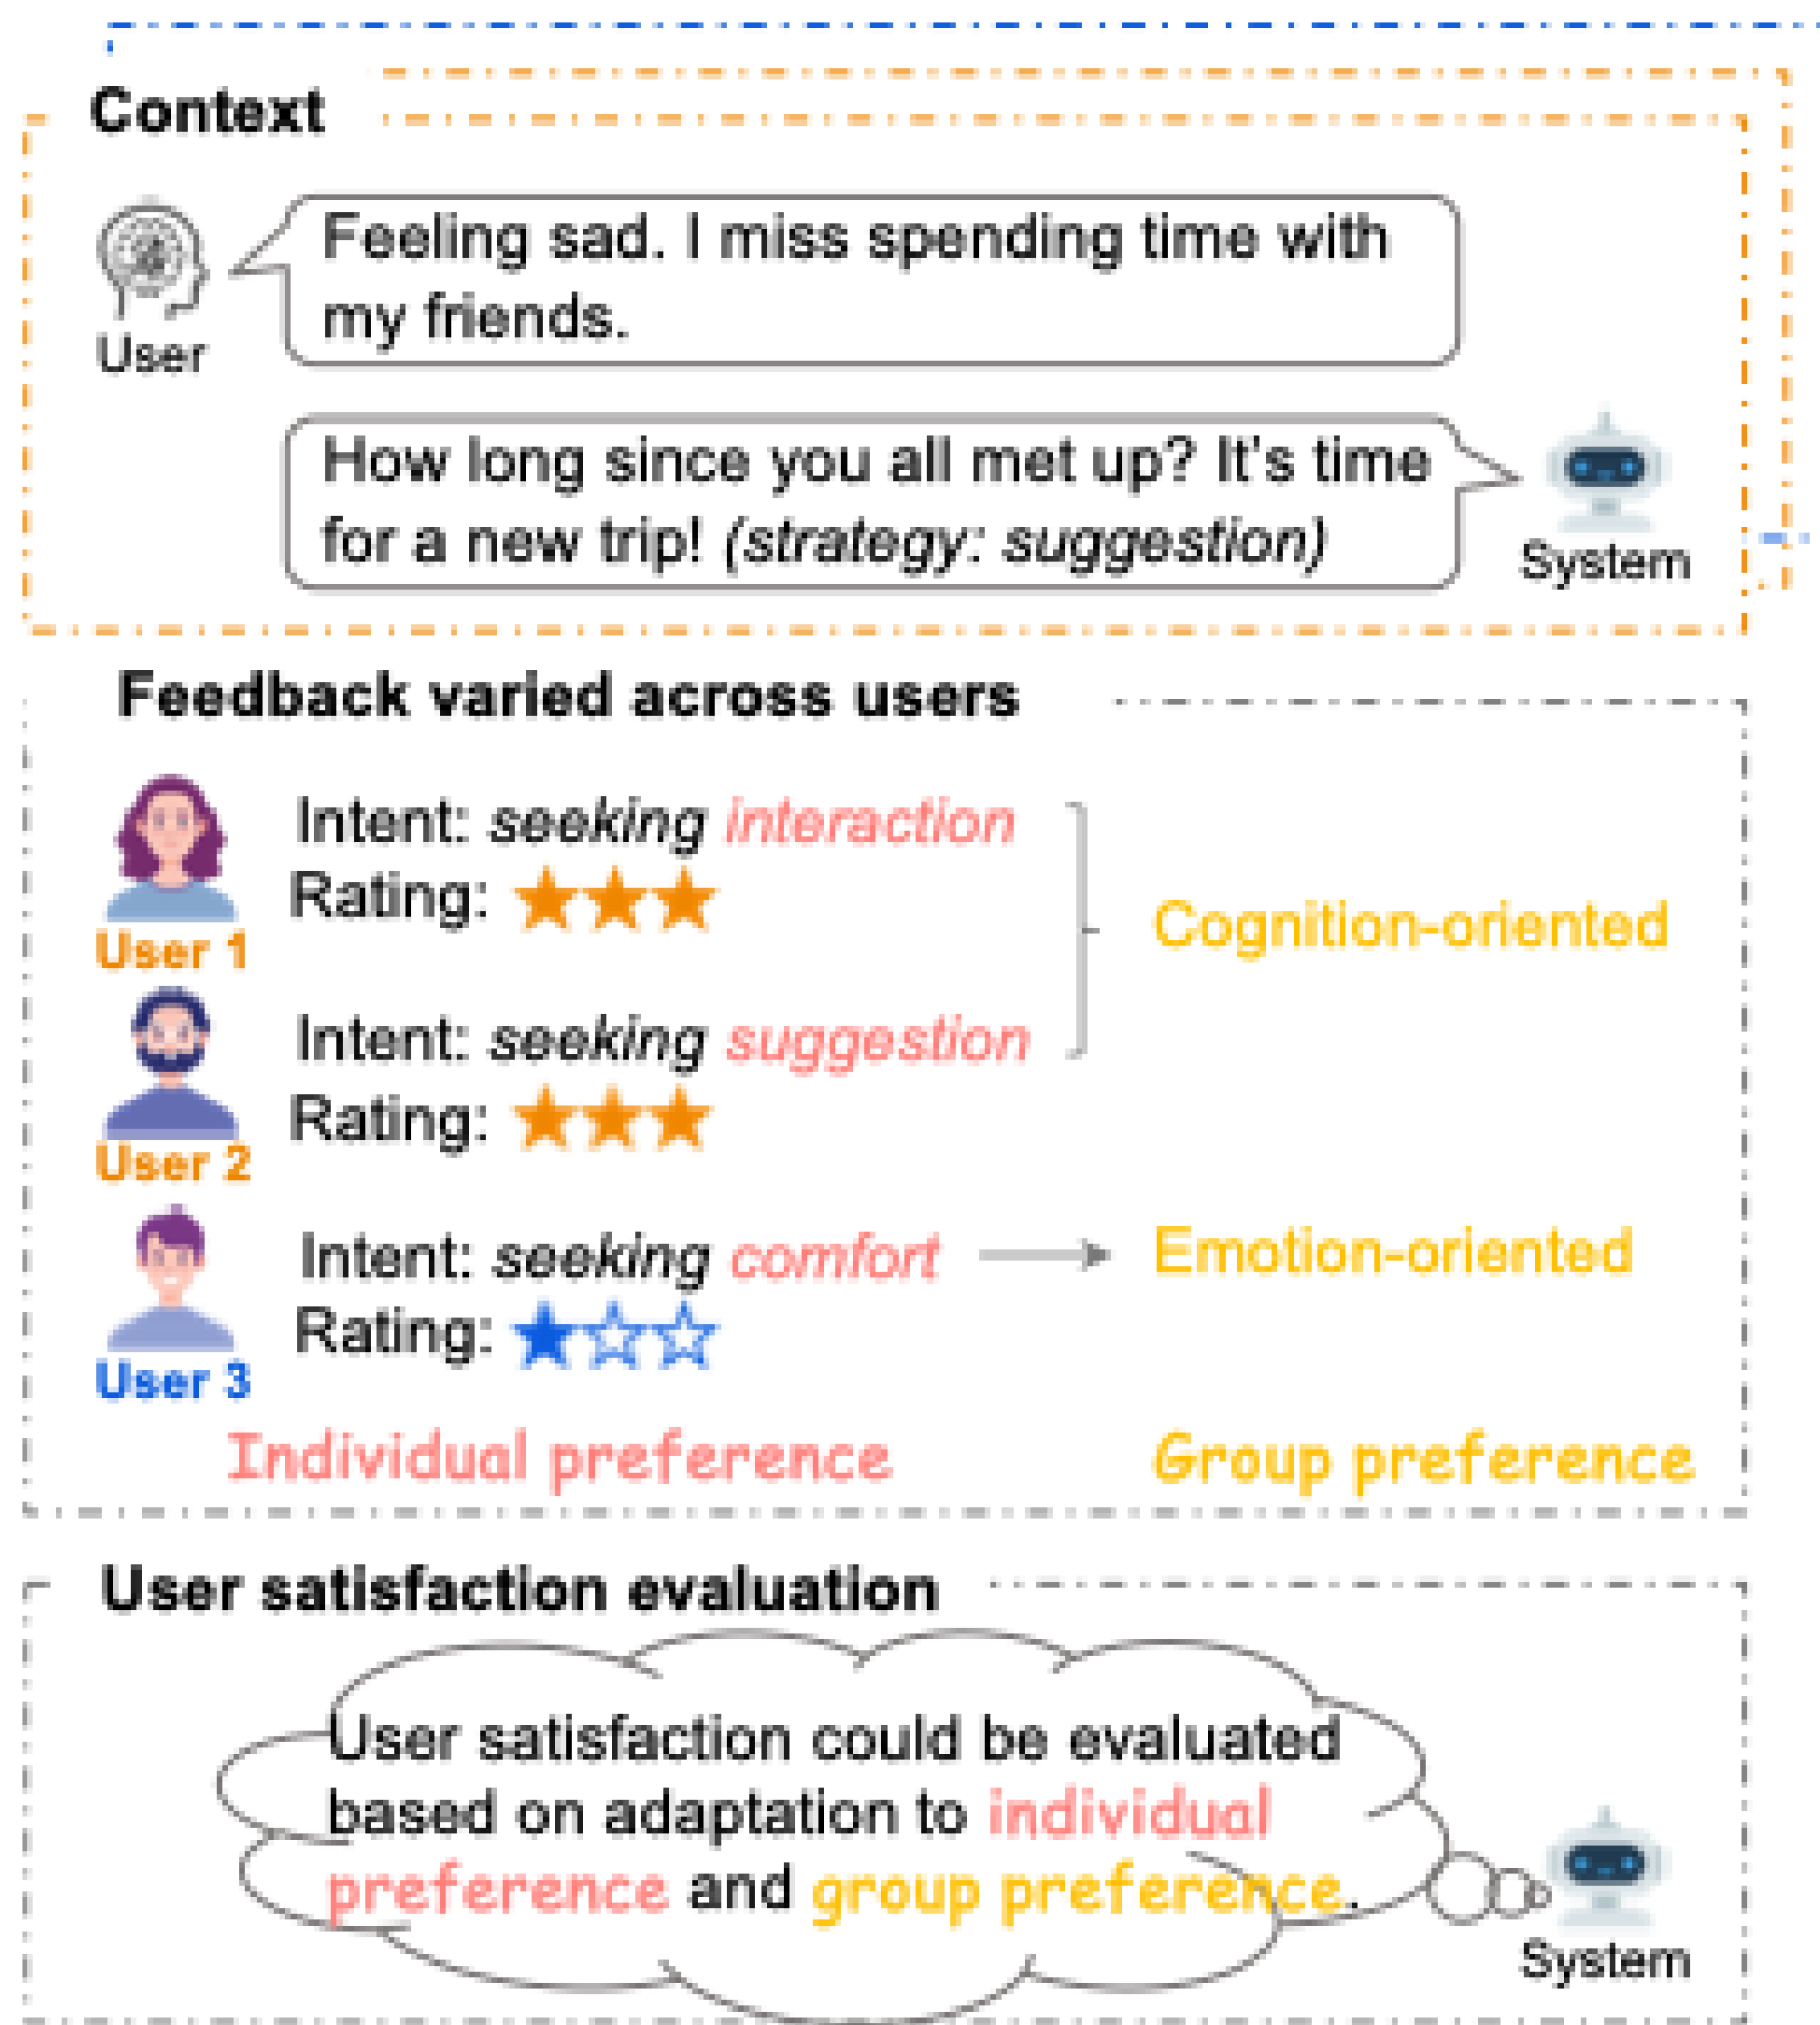 Context
Feeling sad. I miss spending time with
my friends.
User
How long since you all met up? It's time
for a new trip! (strategy: suggestion)
System
Feedback varied across users
Intent: seeking interaction
Rating:
User 1
Cognition-oriented
Intent: seeking suggestion
Rating:
User 2
Intent: seeking comfort
Emotion-oriented
Rating:
User 3
Individual preference
Group preference
User satisfaction evaluation
User satisfaction could be evaluated
based on adaptation to individual
preference and group preference.
System